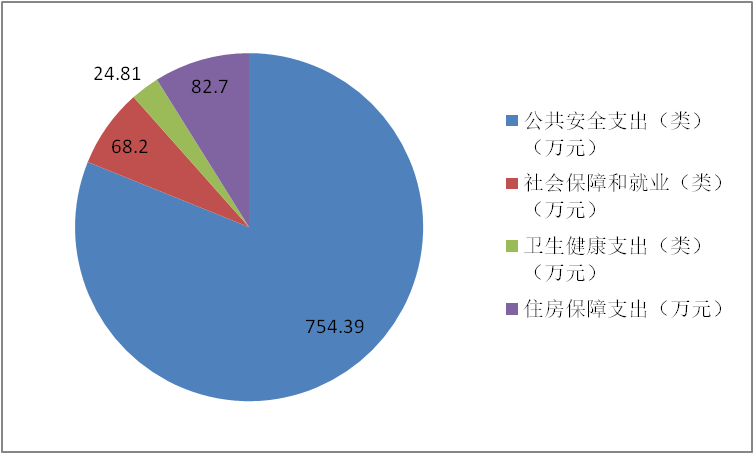 24.81
82.7
68.2
754.39
公共安全支出（类）
（万元）
社会保障和就业（类）
（万元）
卫生健康支出（类）
（万元）
住房保障支出（万元）